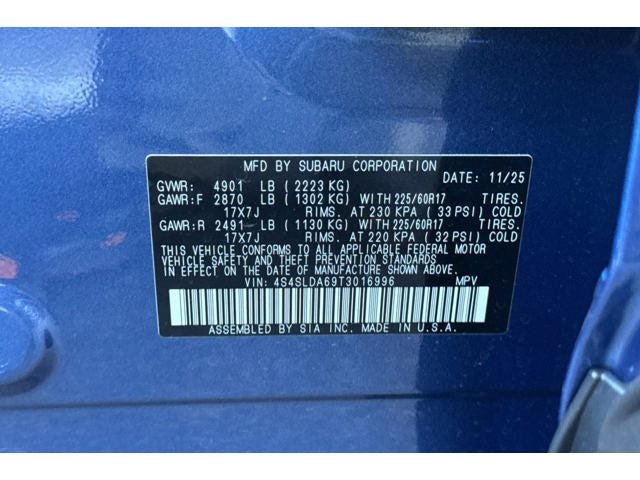 MFD BY SUBARU CORPORATION DATE: 11/25
GVWR: 4901 LB ( 2223 KG)
GAWR:F 2870 LB ( 1302 KG) WITH 225/60R17 TIRES.
17X7J RIMS. AT 230 KPA ( 33 PSI) COLD
GAWR:R 2491 LB ( 1130 KG) WITH 225/60R17 TIRES.
17X7J RIMS. AT 220 KPA ( 32 PSI) COLD
THIS VEHICLE CONFORMS TO ALL APPLICABLE FEDERAL MOTOR
VEHICLE SAFETY, BUMPER, AND THEFT PREVENTION STANDARDS
IN EFFECT ON THE DATE OF MANUFACTURE SHOWN ABOVE.
VIN: 4S4SLDA69T3016996 MPV
ASSEMBLED BY SIA INC. MADE IN U.S.A.